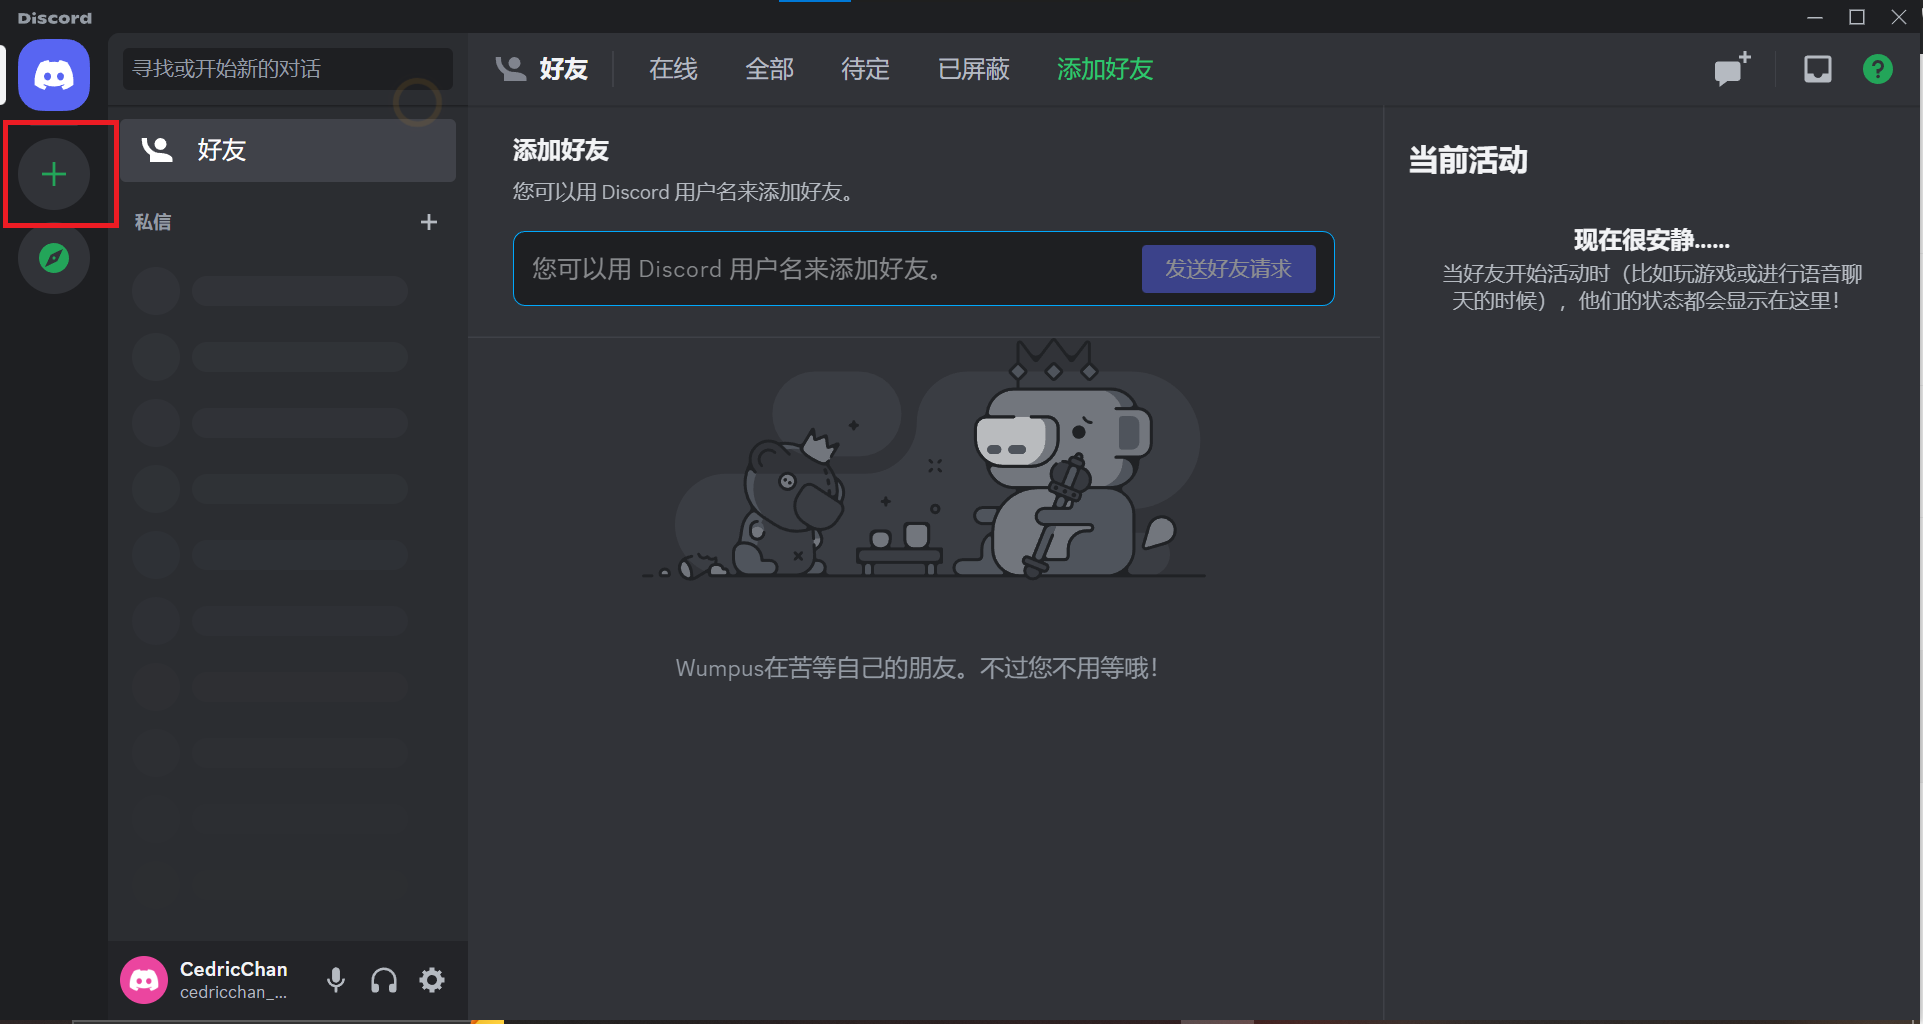 Discord
寻找或开始新的对话
好友
私信
CedricChan
cedricchan_...
好友
在线
全部
待定
已屏蔽
添加好友
添加好友
您可以用 Discord 用户名来添加好友。
您可以用 Discord 用户名来添加好友。
发送好友请求
Wumpus在苦等自己的朋友。不过您不用等哦！
当前活动
现在很安静……
当好友开始活动时（比如玩游戏或进行语音聊
天的时候），他们的状态都会显示在这里！